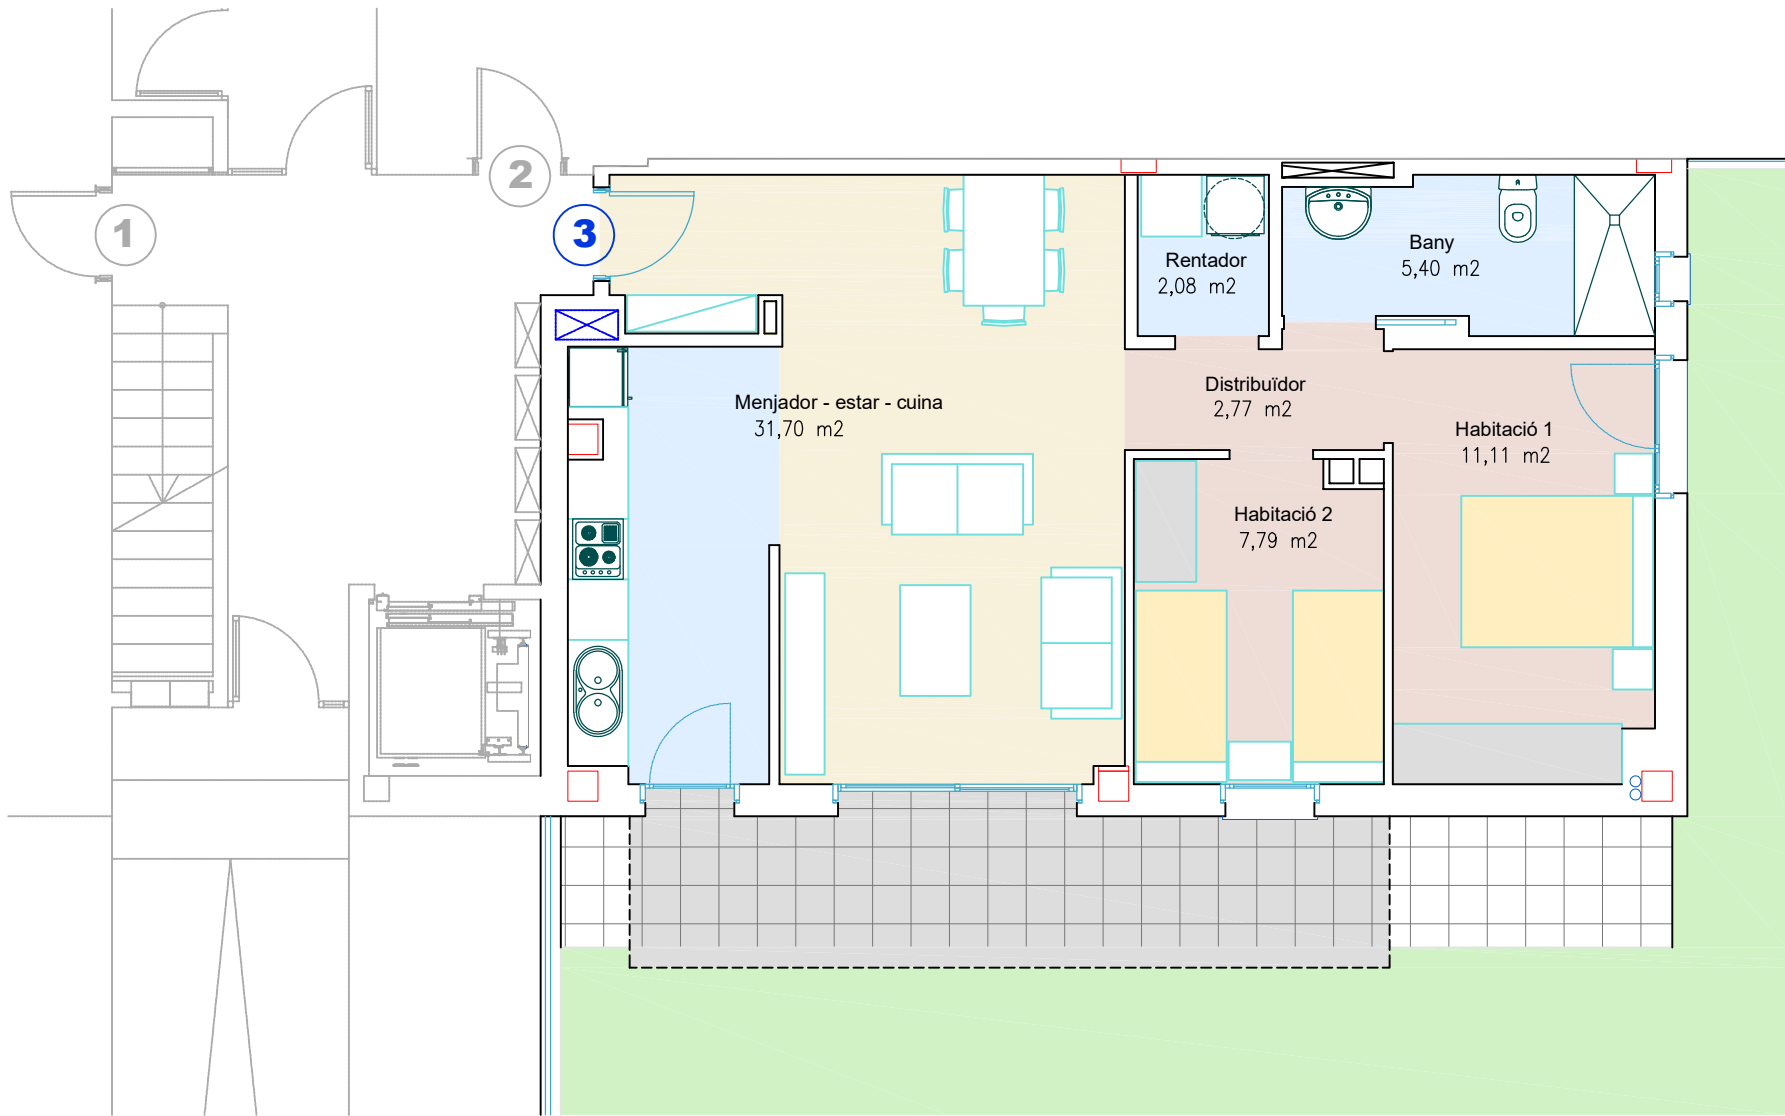 1
2
3
Rentador
2,08 m2
Bany
5,40 m2
Menjador - estar - cuina
31,70 m2
Distribuïdor
2,77 m2
Habitació 1
11,11 m2
Habitació 2
7,79 m2